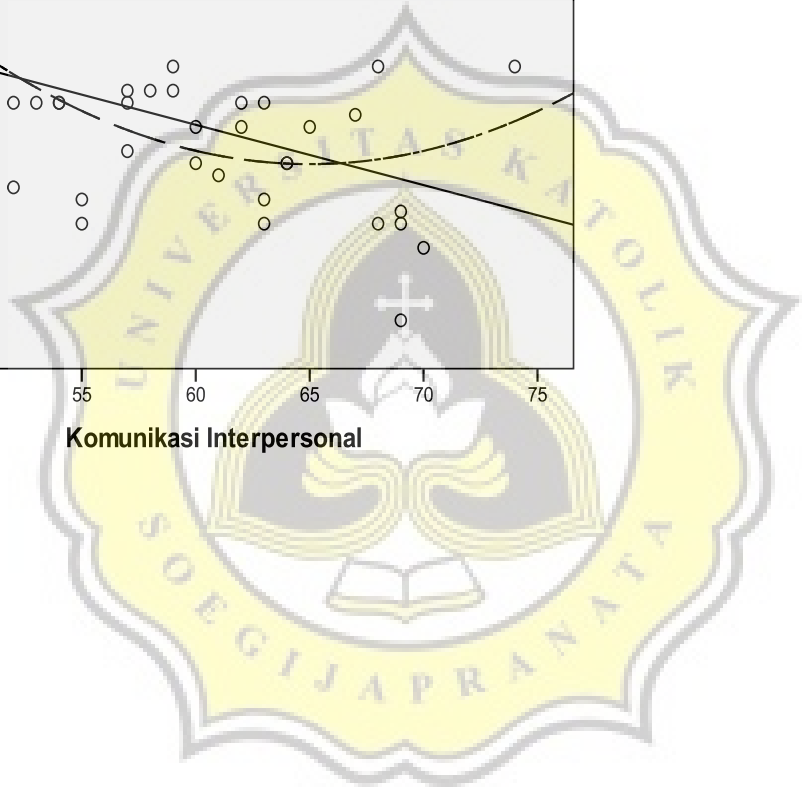 55 60 65 70 75
Komunikasi Interpersonal
UNIVERSITAS KATOLIK
SOEGIJAPRANATA